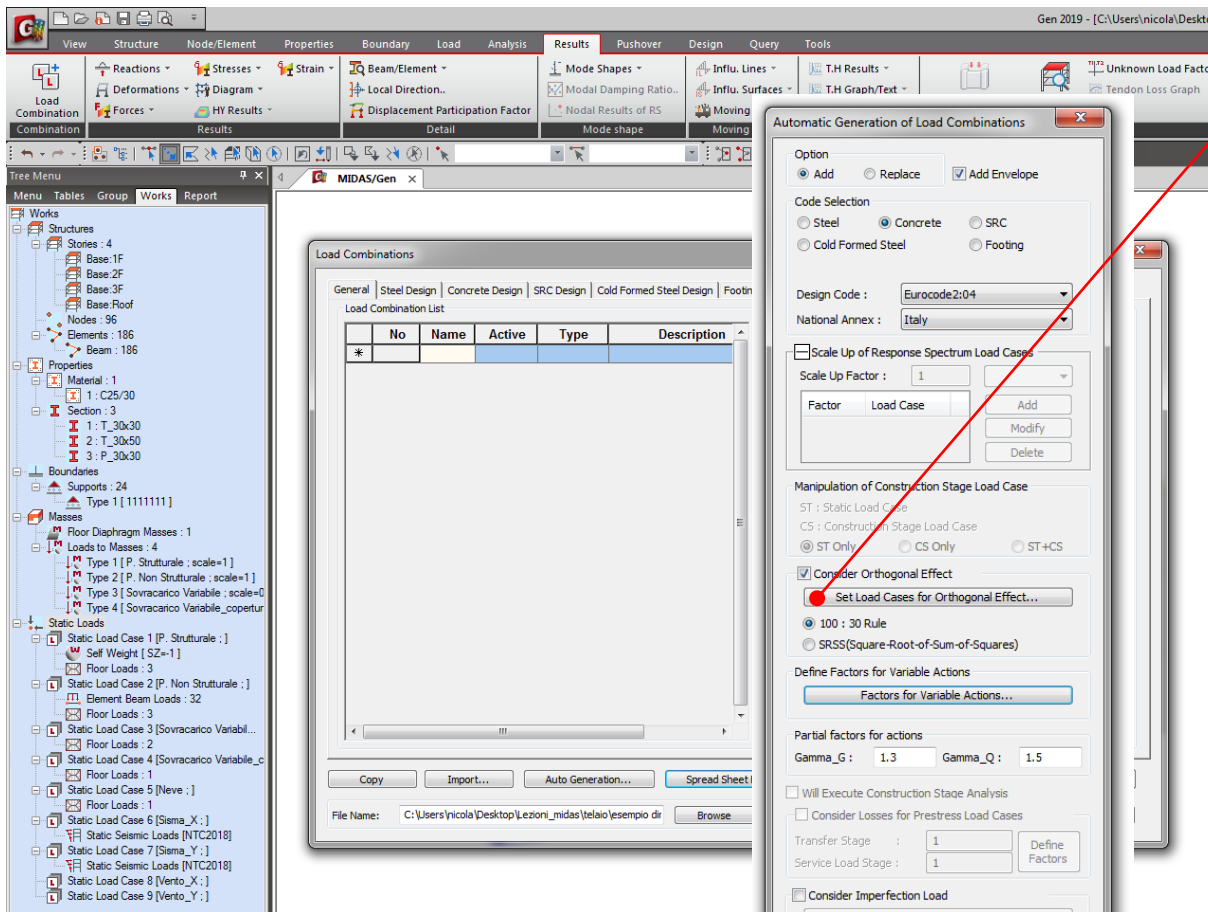 Gen 2019 - [C:\Users\nicola\Deskto
View Structure Node/Element Properties Boundary Load Analysis Results Pushover Design Query Tools
Load Combination
Reactions Stresses Strain Beam/Element Mode Shapes Influ. Lines T.H Results Unknown Load Facto
Deformations Diagram Local Direction.. Modal Damping Ratio.. Influ. Surfaces T.H Graph/Text Tendon Loss Graph
Forces HY Results Displacement Participation Factor Nodal Results of RS Moving
Combination Results Detail Mode shape Moving
Tree Menu
MIDAS/Gen
Menu Tables Group Works Report
Works
Structures
Stories : 4
Base:1F
Base:2F
Base:3F
Base:Roof
Nodes : 96
Elements : 186
Beam : 186
Properties
Material : 1
1 : C25/30
Section : 3
1 : T_30x30
2 : T_30x50
3 : P_30x30
Boundaries
Supports : 24
Type 1 [ 1111111 ]
Masses
Floor Diaphragm Masses : 1
Loads to Masses : 4
Type 1 [ P. Strutturale ; scale=1 ]
Type 2 [ P. Non Strutturale ; scale=1 ]
Type 3 [ Sovracarico Variabile ; scale=0
Type 4 [ Sovracarico Variabile_copertur
Static Loads
Static Load Case 1 [P. Strutturale ; ]
Self Weight [ SZ=-1 ]
Floor Loads : 3
Static Load Case 2 [P. Non Strutturale ; ]
Element Beam Loads : 32
Floor Loads : 3
Static Load Case 3 [Sovracarico Variabil...
Floor Loads : 2
Static Load Case 4 [Sovracarico Variabile_c
Floor Loads : 1
Static Load Case 5 [Neve ; ]
Floor Loads : 1
Static Load Case 6 [Sisma_X ; ]
Static Seismic Loads [NTC2018]
Static Load Case 7 [Sisma_Y ; ]
Static Seismic Loads [NTC2018]
Static Load Case 8 [Vento_X ; ]
Static Load Case 9 [Vento_Y ; ]
Load Combinations
General Steel Design Concrete Design SRC Design Cold Formed Steel Design Footin
Load Combination List
No Name Active Type Description
Copy Import... Auto Generation... Spread Sheet
File Name: C:\Users\nicola\Desktop\Lezioni_midas\telaio\esempio dir Browse
Automatic Generation of Load Combinations
Option
Add Replace Add Envelope
Code Selection
Steel Concrete SRC
Cold Formed Steel Footing
Design Code : Eurocode2:04
National Annex : Italy
Scale Up of Response Spectrum Load Cases
Scale Up Factor : 1
Factor Load Case Add
Modify
Delete
Manipulation of Construction Stage Load Case
ST : Static Load Case
CS : Construction Stage Load Case
ST Only CS Only ST+CS
Consider Orthogonal Effect
Set Load Cases for Orthogonal Effect...
100 : 30 Rule
SRSS(Square-Root-of-Sum-of-Squares)
Define Factors for Variable Actions
Factors for Variable Actions...
Partial factors for actions
Gamma_G : 1.3 Gamma_Q : 1.5
Will Execute Construction Stage Analysis
Consider Losses for Prestress Load Cases
Transfer Stage : 1 Define Factors
Service Load Stage : 1
Consider Imperfection Load